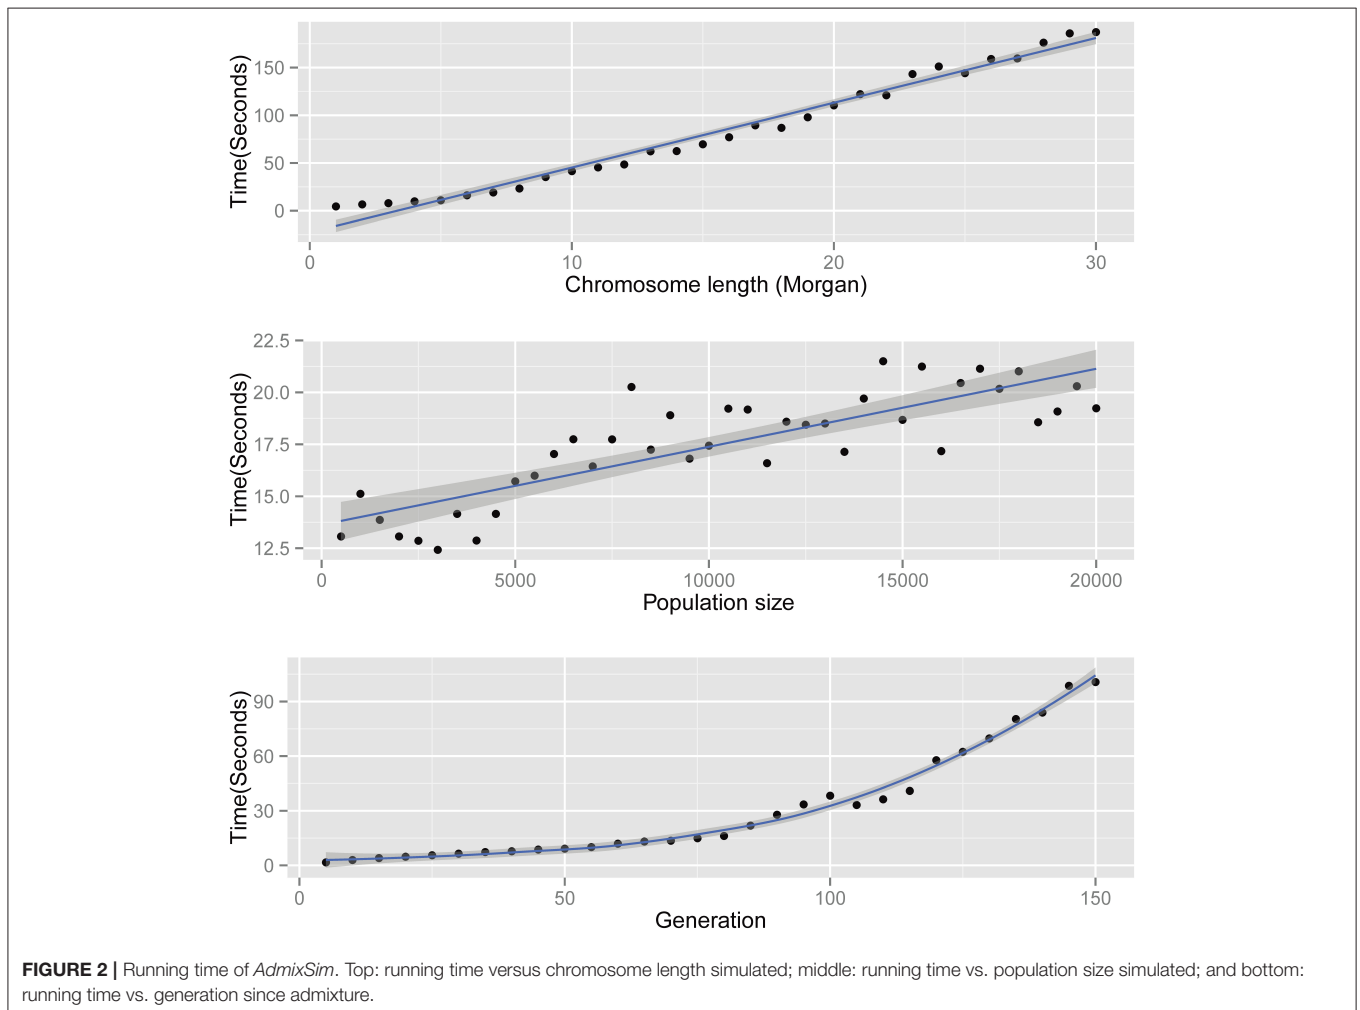 Time(Seconds)
150
100
50
0
0 10 20 30
Chromosome length (Morgan)
Time(Seconds)
22.5
20.0
17.5
15.0
12.5
0 5000 10000 15000 20000
Population size
Time(Seconds)
90
60
30
0
0 50 100 150
Generation
FIGURE 2 | Running time of AdmixSim. Top: running time versus chromosome length simulated; middle: running time vs. population size simulated; and bottom:
running time vs. generation since admixture.